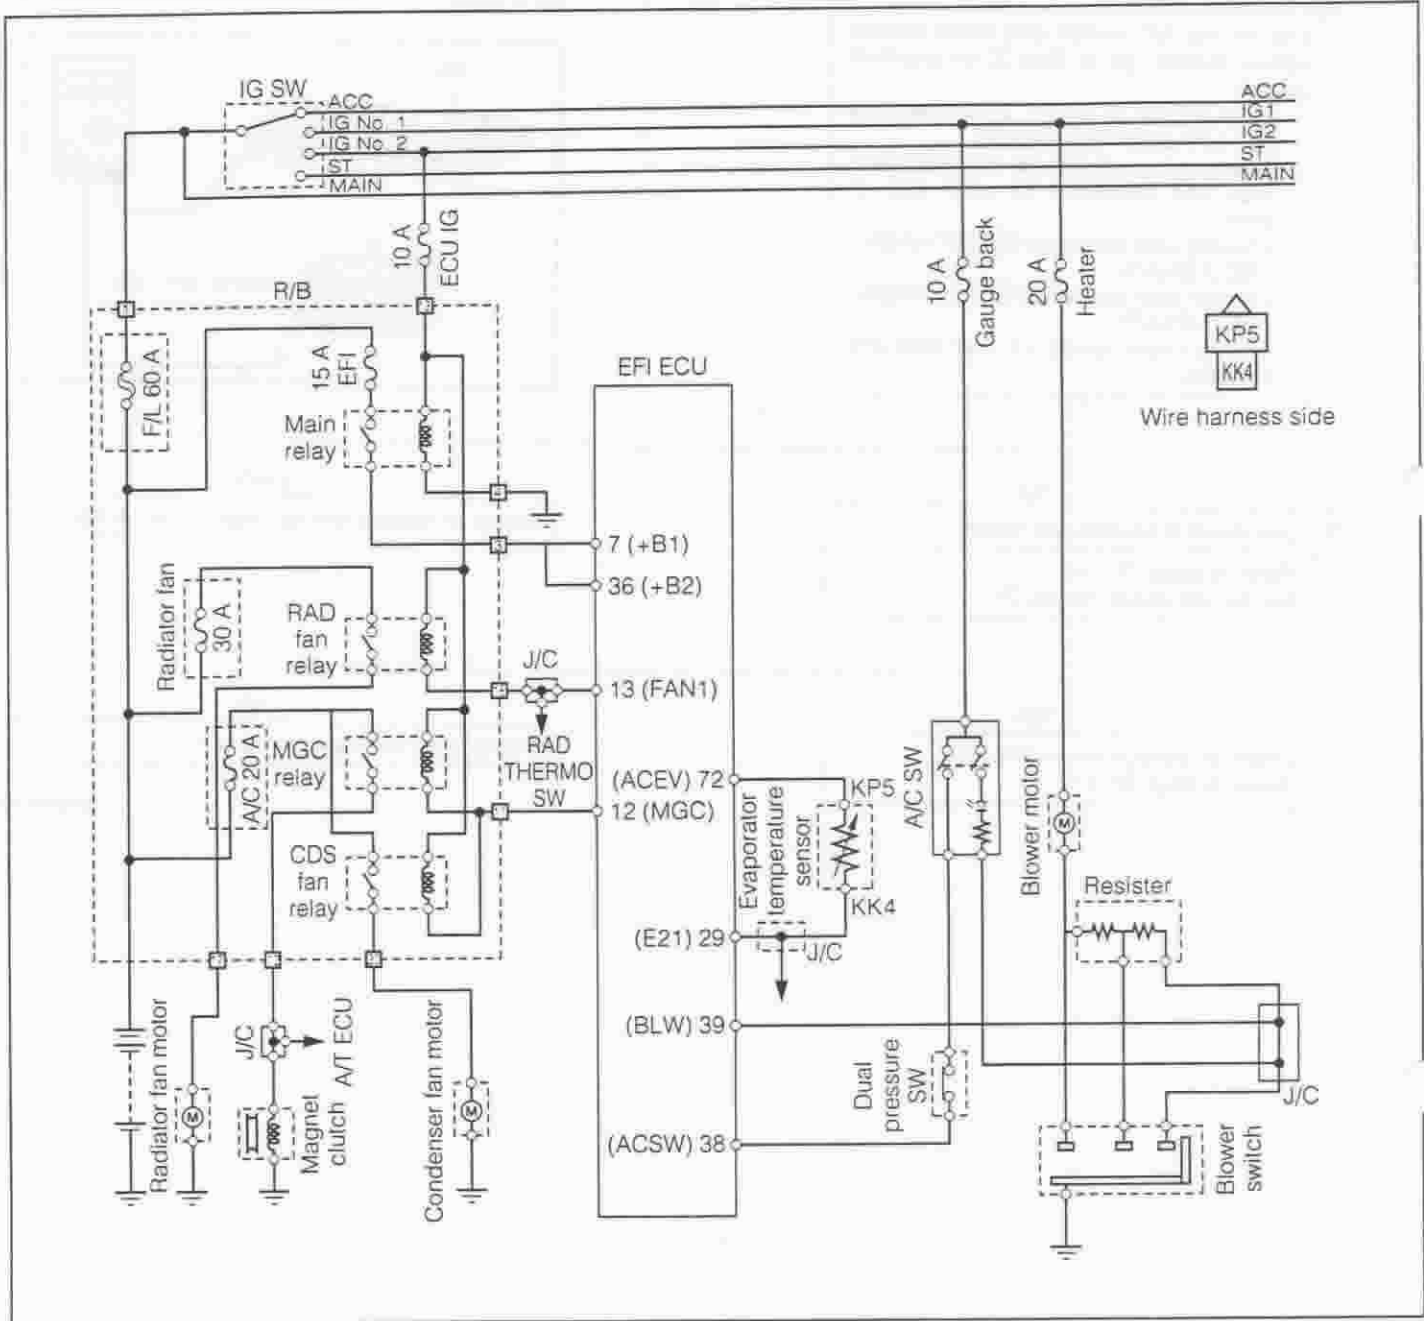 IG SW
ACC
IG No. 1
IG No. 2
ST
MAIN
ACC
IG1
IG2
ST
MAIN
10 A
ECU IG
10 A
Gauge back
20 A
Heater
R/B
F/L 60 A
15 A
EFI
Main
relay
EFI ECU
KP5
KK4
Wire harness side
7 (+B1)
36 (+B2)
Radiator fan
30 A
RAD
fan
relay
J/C
13 (FAN1)
RAD
THERMO
SW
A/C 20 A
MGC
relay
(ACEV) 72
12 (MGC)
KP5
Evaporator
temperature
sensor
KK4
A/C SW
Blower motor
M
Resister
CDS
fan
relay
(E21) 29
J/C
(BLW) 39
J/C
A/T ECU
Radiator fan motor
M
Magnet
clutch
Condenser fan motor
M
Dual
pressure
SW
(ACSW) 38
J/C
Blower
switch